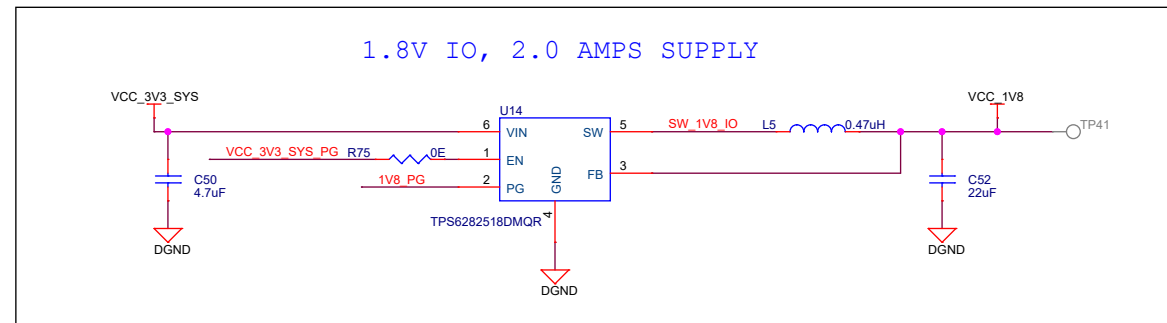 1.8V IO, 2.0 AMPS SUPPLY
VCC_3V3_SYS
U14
VCC_1V8
6 VIN SW 5 SW_1V8_IO L5 0.47uH
TP41
VCC_3V3_SYS_PG R75 0E 1 EN
FB 3
1V8_PG 2 PG
GND
4
C50
4.7uF
C52
22uF
TPS6282518DMQR
DGND
DGND
DGND